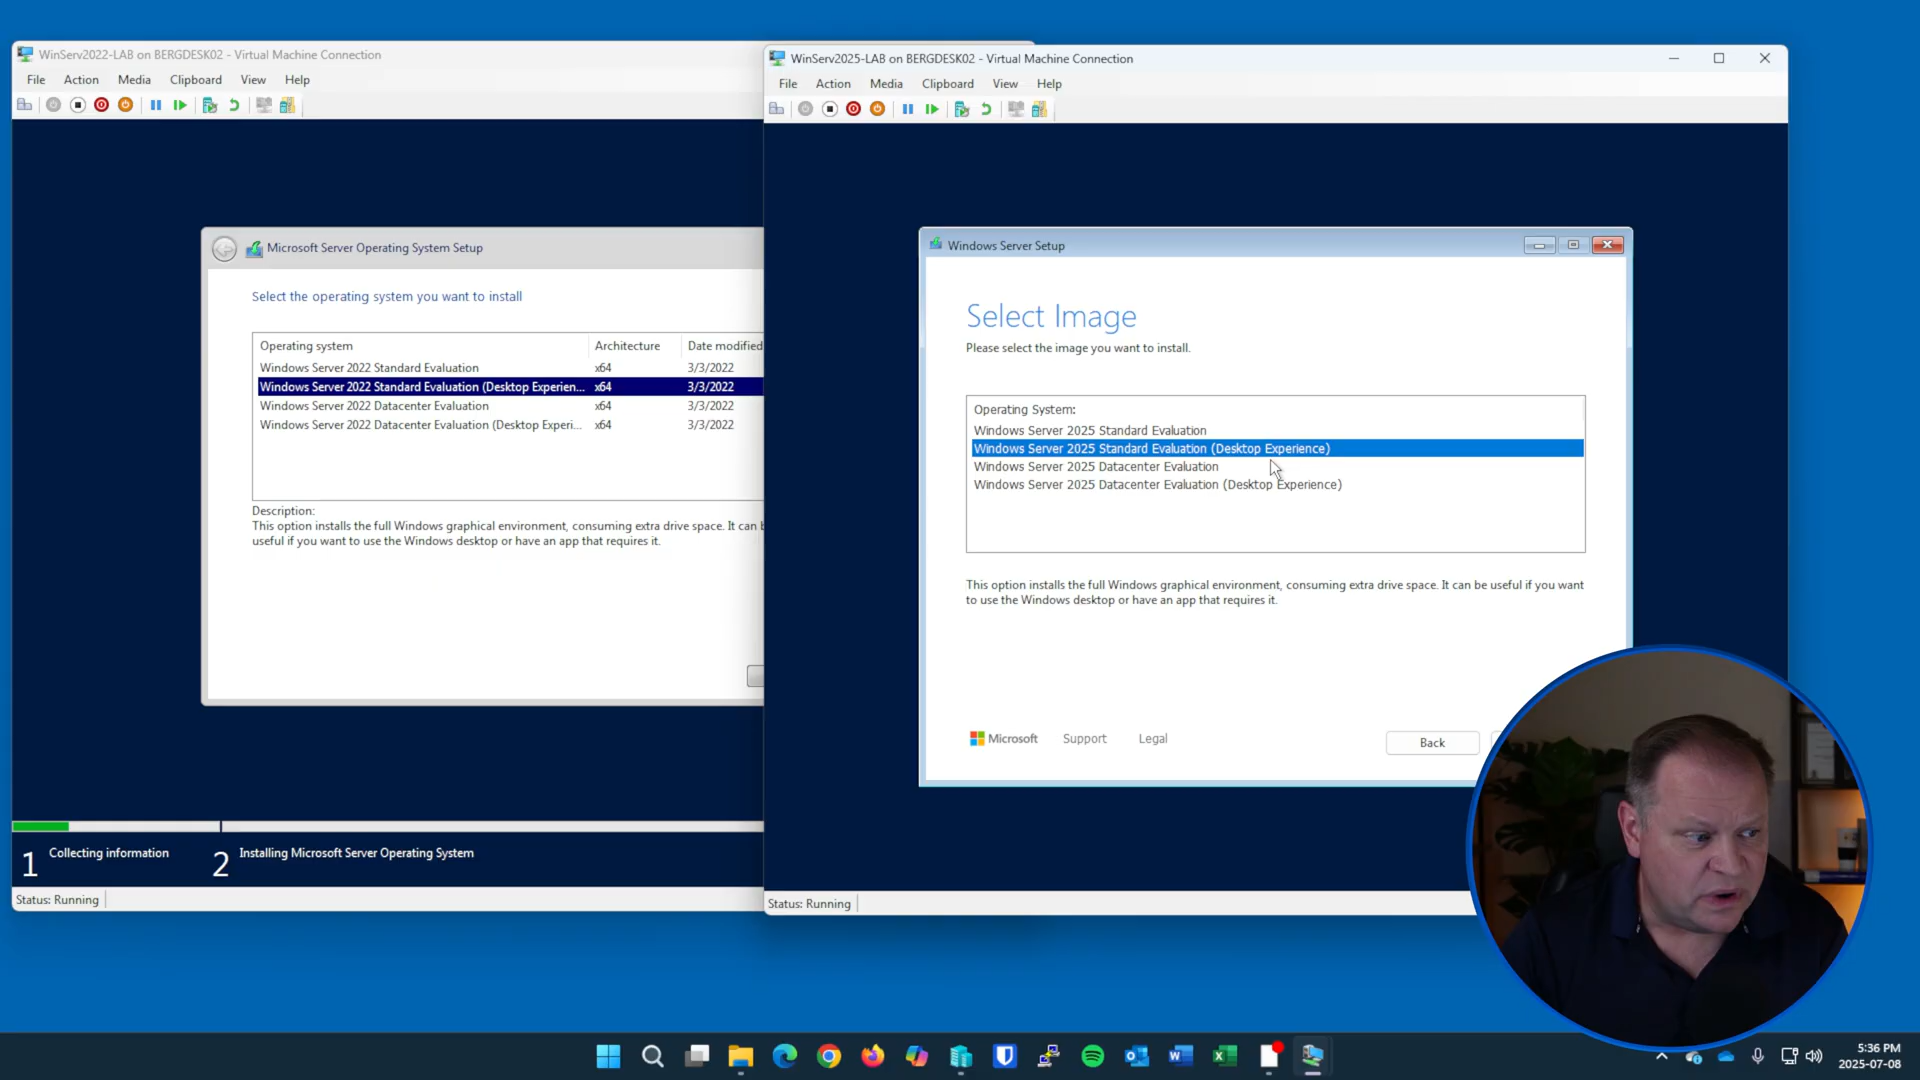 WinServ2022-LAB on BERGDESK02 - Virtual Machine Connection
File Action Media Clipboard View Help
Microsoft Server Operating System Setup
Select the operating system you want to install
Operating system Architecture Date modified
Windows Server 2022 Standard Evaluation x64 3/3/2022
Windows Server 2022 Standard Evaluation (Desktop Experien... x64 3/3/2022
Windows Server 2022 Datacenter Evaluation x64 3/3/2022
Windows Server 2022 Datacenter Evaluation (Desktop Experi... x64 3/3/2022
Description:
This option installs the full Windows graphical environment, consuming extra drive space. It can
useful if you want to use the Windows desktop or have an app that requires it.
1 Collecting information 2 Installing Microsoft Server Operating System
Status: Running
WinServ2025-LAB on BERGDESK02 - Virtual Machine Connection
File Action Media Clipboard View Help
Windows Server Setup
Select Image
Please select the image you want to install.
Operating System:
Windows Server 2025 Standard Evaluation
Windows Server 2025 Standard Evaluation (Desktop Experience)
Windows Server 2025 Datacenter Evaluation
Windows Server 2025 Datacenter Evaluation (Desktop Experience)
This option installs the full Windows graphical environment, consuming extra drive space. It can be useful if you want
to use the Windows desktop or have an app that requires it.
Microsoft Support Legal Back
Status: Running
5:36 PM
2025-07-08